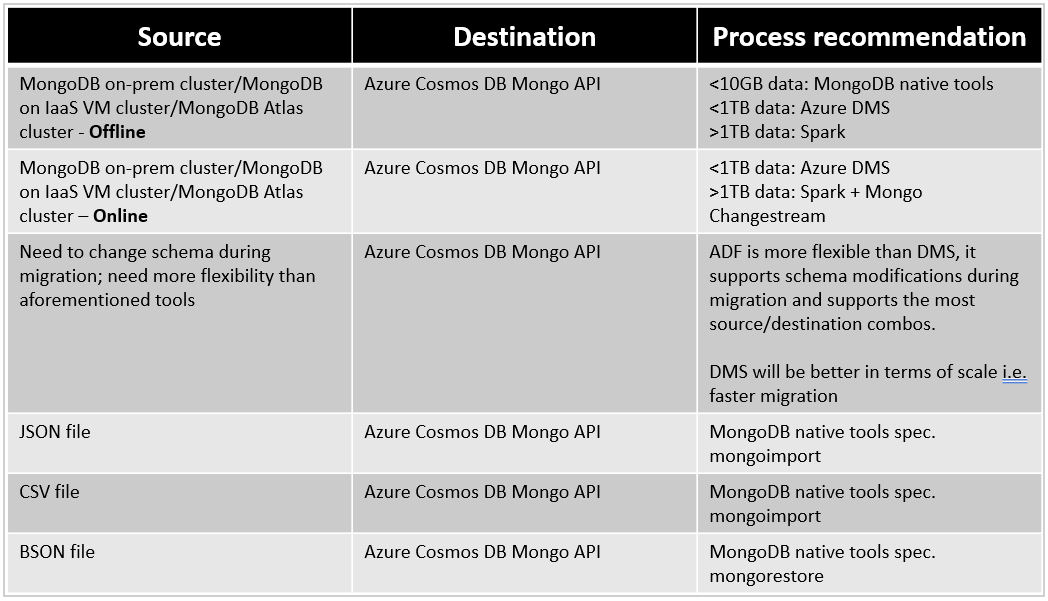 Source
Destination
Process recommendation
MongoDB on-prem cluster/MongoDB
on IaaS VM cluster/MongoDB Atlas
cluster - Offline
Azure Cosmos DB Mongo API
<10GB data: MongoDB native tools
<1TB data: Azure DMS
>1TB data: Spark
MongoDB on-prem cluster/MongoDB
on IaaS VM cluster/MongoDB Atlas
cluster – Online
Azure Cosmos DB Mongo API
<1TB data: Azure DMS
>1TB data: Spark + Mongo
Changestream
Need to change schema during
migration; need more flexibility than
aforementioned tools
Azure Cosmos DB Mongo API
ADF is more flexible than DMS, it
supports schema modifications during
migration and supports the most
source/destination combos.
DMS will be better in terms of scale i.e.
faster migration
JSON file
Azure Cosmos DB Mongo API
MongoDB native tools spec.
mongoimport
CSV file
Azure Cosmos DB Mongo API
MongoDB native tools spec.
mongoimport
BSON file
Azure Cosmos DB Mongo API
MongoDB native tools spec.
mongorestore